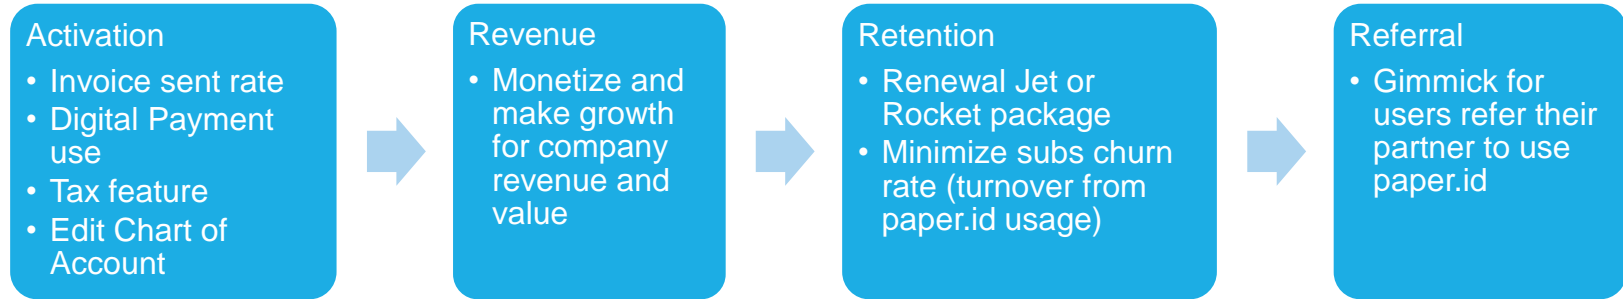 Activation
• Invoice sent rate
• Digital Payment
use
• Tax feature
• Edit Chart of
Account
Revenue
• Monetize and
make growth
for company
revenue and
value
Retention
• Renewal Jet or
Rocket package
• Minimize subs churn
rate (turnover from
paper.id usage)
Referral
• Gimmick for
users refer their
partner to use
paper.id